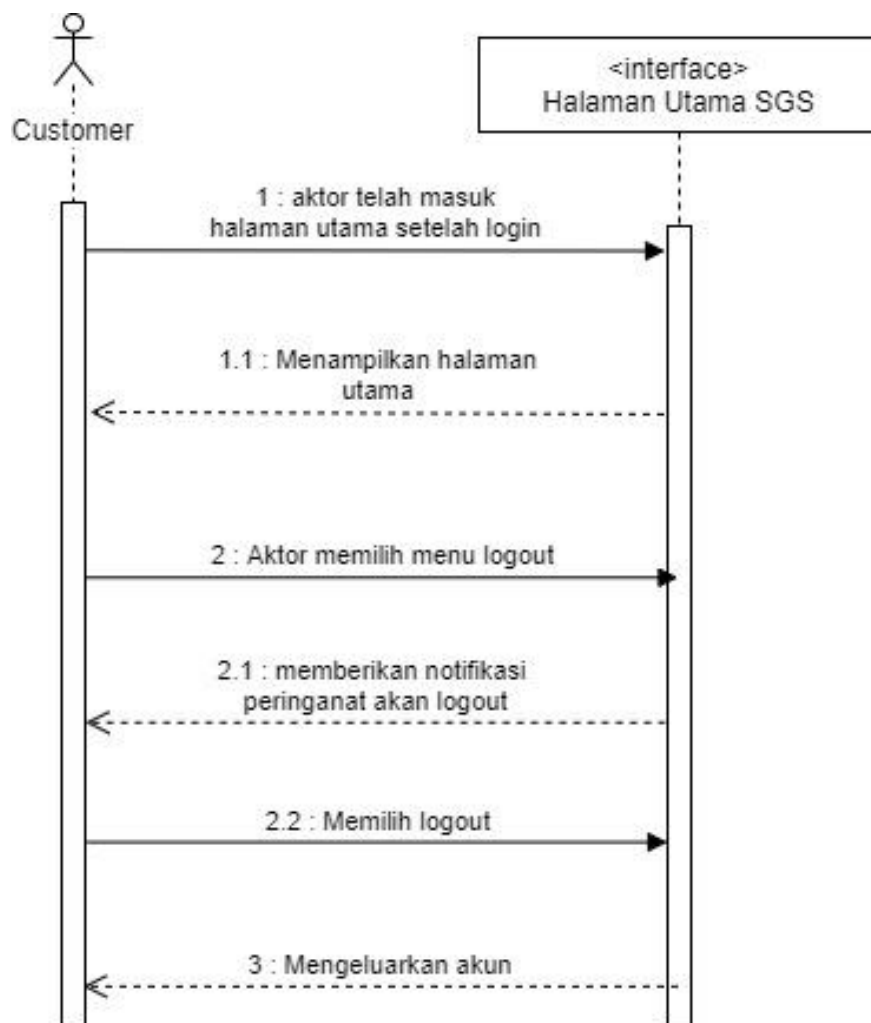 <interface>
Halaman Utama SGS
Customer
1 : aktor telah masuk
halaman utama setelah login
1.1 : Menampilkan halaman
utama
2 : Aktor memilih menu logout
2.1 : memberikan notifikasi
peringanat akan logout
2.2 : Memilih logout
3 : Mengeluarkan akun